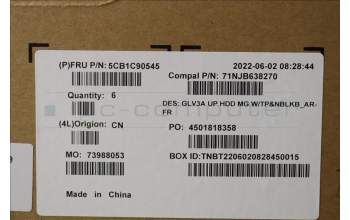 (P)FRU P/N:5CB1C90545
2022-06-02 08:28:44
Compal P/N: 71NJB638270
Quantity: 6
DES: GLV3A UP HDD MG W/TP&NBLKB_AR-
FR
(4L)Origion: CN
PO: 4501818358
MO: 73988053
BOX ID:TNBT2206020828450015
Made in China